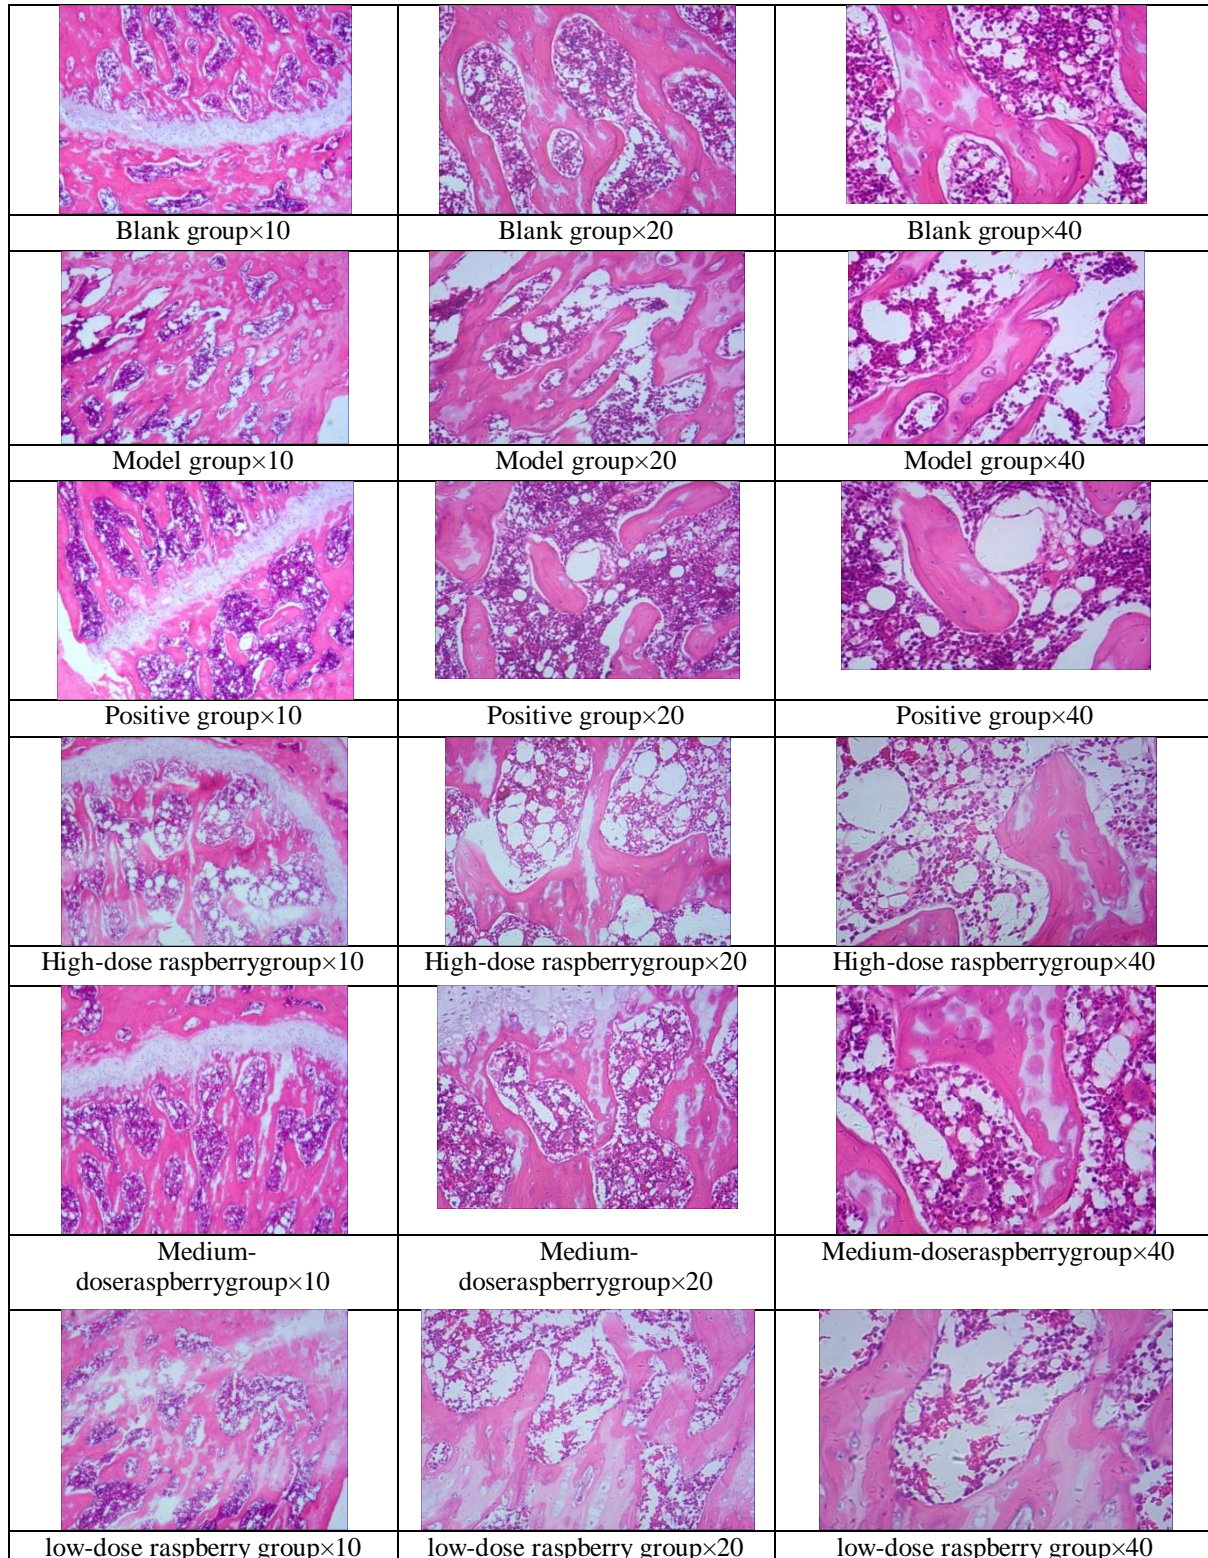 Blank group×10
Blank group×20
Blank group×40
Model group×10
Model group×20
Model group×40
Positive group×10
Positive group×20
Positive group×40
High-dose raspberrygroup×10
High-dose raspberrygroup×20
High-dose raspberrygroup×40
Medium-
doseraspberrygroup×10
Medium-
doseraspberrygroup×20
Medium-doseraspberrygroup×40
low-dose raspberry group×10
low-dose raspberry group×20
low-dose raspberry group×40